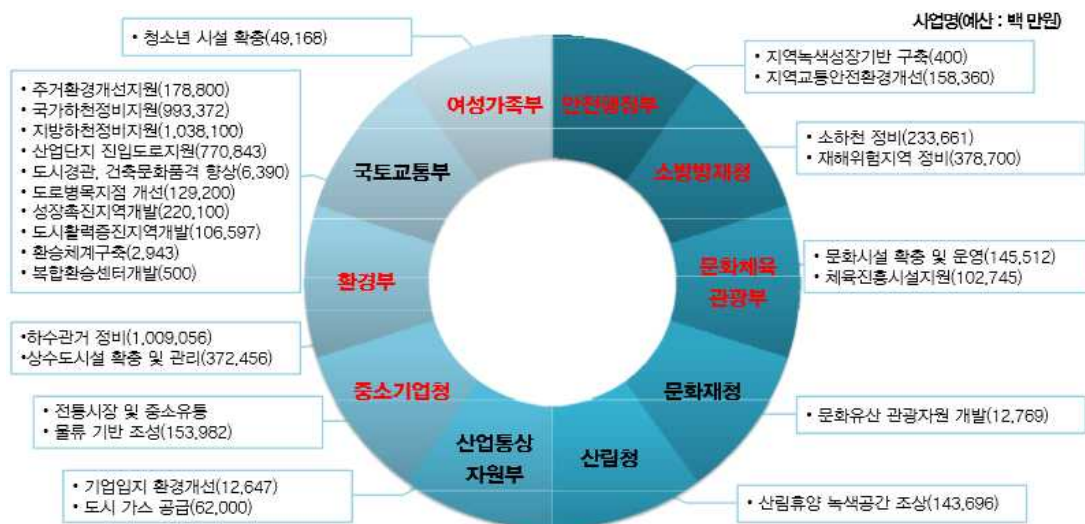 사업명(예산 : 백 만원)
• 청소년 시설 확충(49,168)
• 지역녹색성장기반 구축(400)
• 지역교통안전환경개선(158,360)
• 주거환경개선지원(178,800)
• 국가하천정비지원(993,372)
• 지방하천정비지원(1,038,100)
• 산업단지 진입도로지원(770,843)
• 도시경관, 건축문화품격 향상(6,390)
• 도로병목지점 개선(129,200)
• 성장촉진지역개발(220,100)
• 도시활력증진지역개발(106,597)
• 환승체계구축(2,943)
• 복합환승센터개발(500)
여성가족부
안전행정부
국토교통부
소방방재청
• 소하천 정비(233,661)
• 재해위험지역 정비(378,700)
환경부
문화체육
관광부
• 문화시설 확충 및 운영(145,512)
• 체육진흥시설지원(102,745)
•하수관거 정비(1,009,056)
•상수도시설 확충 및 관리(372,456)
중소기업청
문화재청
• 전통시장 및 중소유통
• 물류 기반 조성(153,982)
• 문화유산 관광자원 개발(12,769)
산업통상
자원부
산림청
• 기업입지 환경개선(12,647)
• 도시 가스 공급(62,000)
• 산림휴양 녹색공간 조상(143,696)